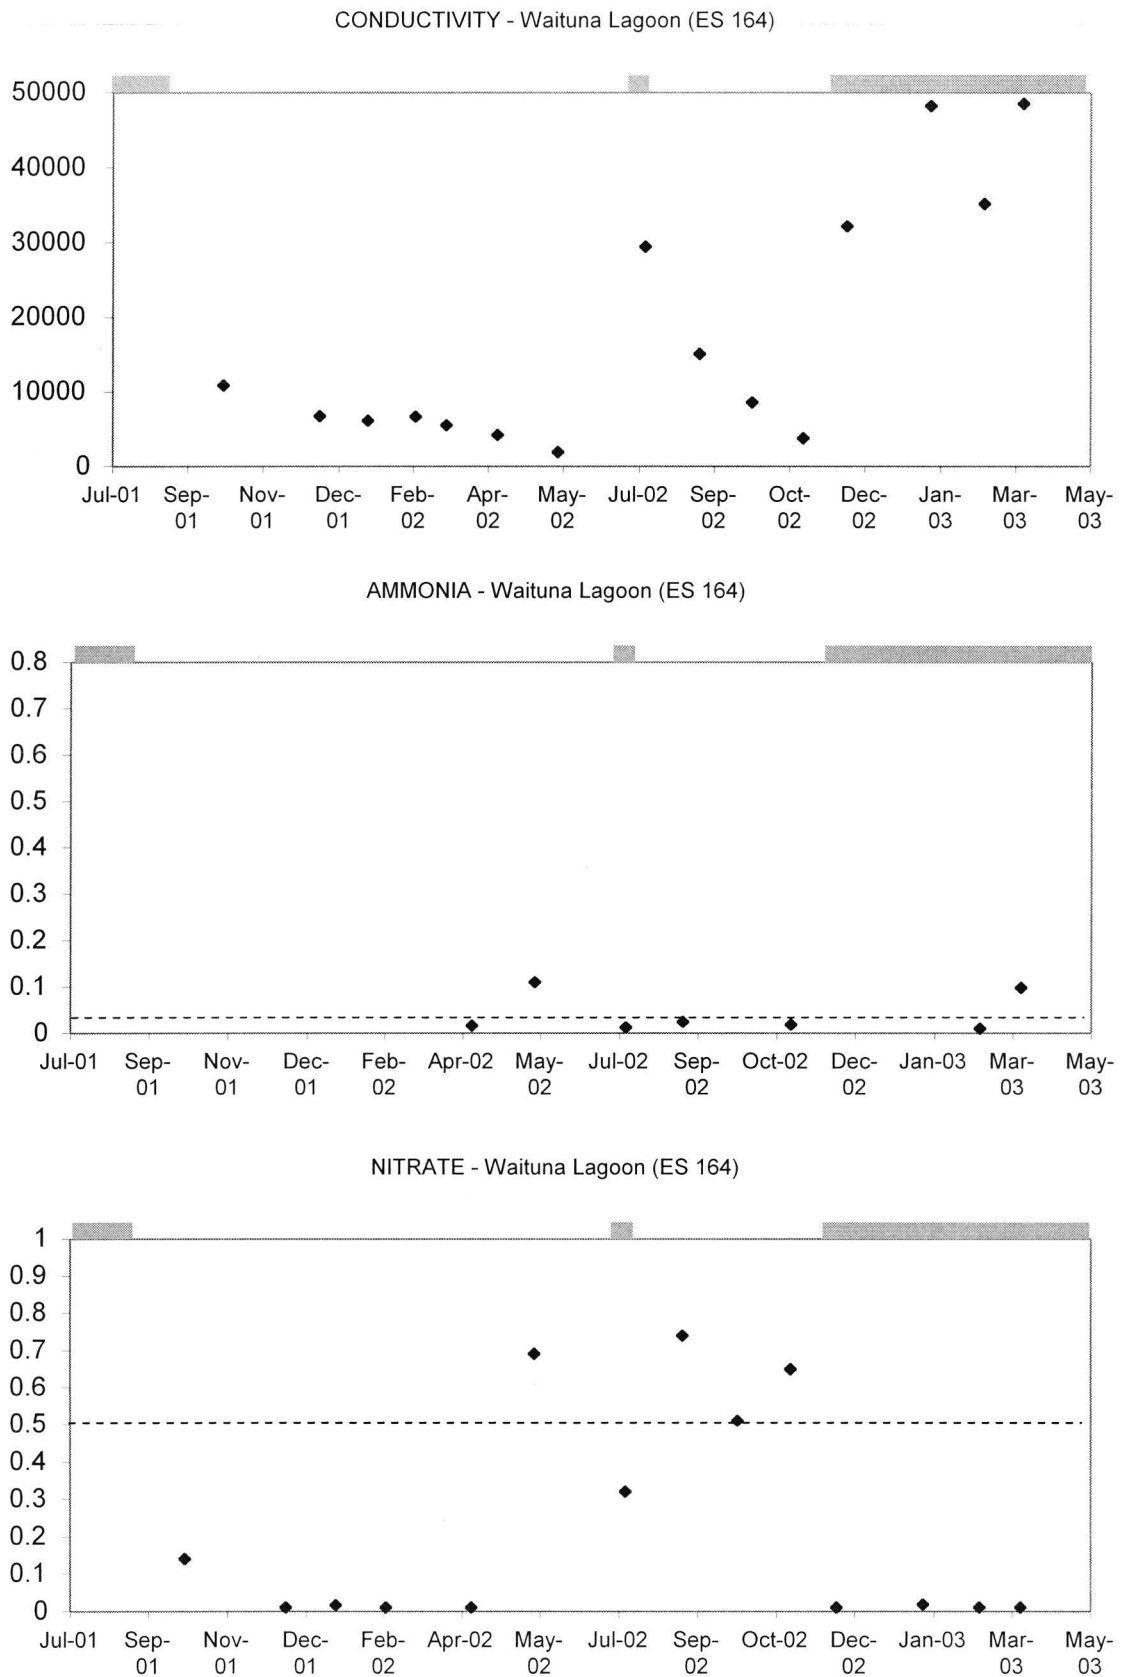 CONDUCTIVITY - Waituna Lagoon (ES 164)
50000
40000
30000
20000
10000
0
Jul-01 Sep- Nov- Dec- Feb- Apr- May- Jul-02 Sep- Oct- Dec- Jan- Mar- May-
01 01 01 02 02 02 02 02 02 03 03 03
AMMONIA - Waituna Lagoon (ES 164)
0.8
0.7
0.6
0.5
0.4
0.3
0.2
0.1
0
Jul-01 Sep- Nov- Dec- Feb- Apr-02 May- Jul-02 Sep- Oct-02 Dec- Jan-03 Mar- May-
01 01 01 02 02 02 02 03 03
NITRATE - Waituna Lagoon (ES 164)
1
0.9
0.8
0.7
0.6
0.5
0.4
0.3
0.2
0.1
0
Jul-01 Sep- Nov- Dec- Feb- Apr-02 May- Jul-02 Sep- Oct-02 Dec- Jan-03 Mar- May-
01 01 01 02 02 02 02 03 03